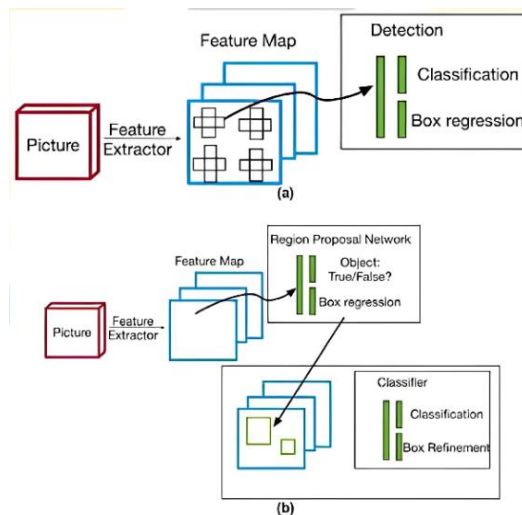 Feature Map
Detection
Classification
Box regression
Picture
Feature
Extractor
(a)
Region Proposal Network
Object:
True/False?
Box regression
Feature Map
Picture
Feature
Extractor
Classifier
Classification
Box Refinement
(b)